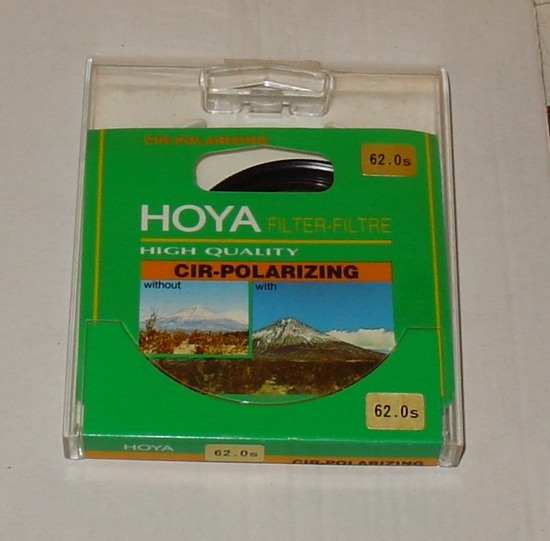 CIR-POLARIZING
62.0s
HOYA FILTER-FILTRE
HIGH QUALITY
CIR-POLARIZING
without with
62.0s
HOYA 62.0s CIR-POLARIZING